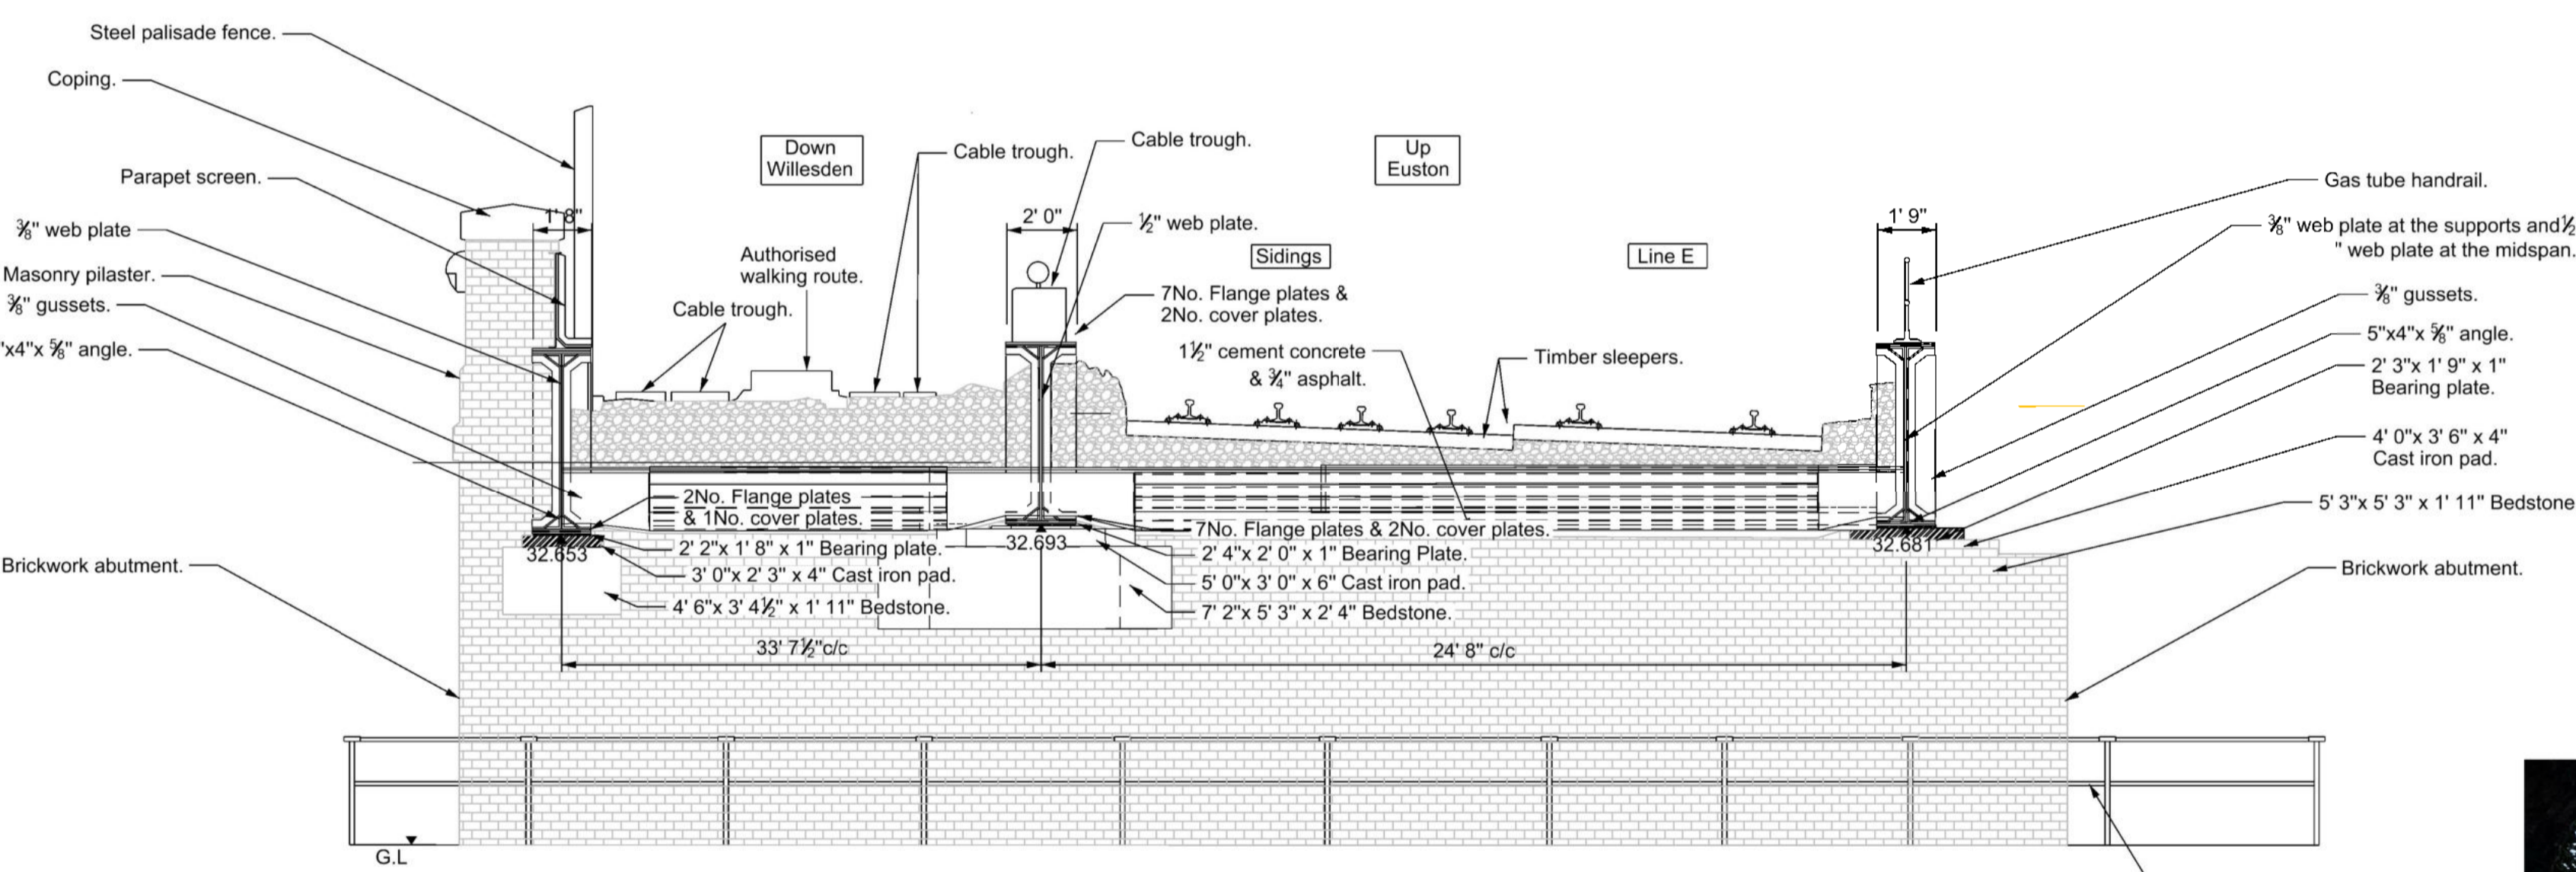 Steel palisade fence.
Coping.
Parapet screen.
⅜" web plate
Masonry pilaster.
⅜" gussets.
"x4"x ⅝" angle.
Brickwork abutment.
1' 8"
Down
Willesden
Authorised
walking route.
Cable trough.
Cable trough.
2' 0"
Cable trough.
½" web plate.
7No. Flange plates &
2No. cover plates.
1½" cement concrete
& ¾" asphalt.
Up
Euston
Sidings
Line E
Timber sleepers.
1' 9"
Gas tube handrail.
⅜" web plate at the supports and½
" web plate at the midspan.
⅜" gussets.
5"x4"x ⅝" angle.
2' 3"x 1' 9" x 1"
Bearing plate.
4' 0"x 3' 6" x 4"
Cast iron pad.
5' 3"x 5' 3" x 1' 11" Bedstone
Brickwork abutment.
2No. Flange plates
& 1No. cover plates.
32.653
2' 2"x 1' 8" x 1" Bearing plate.
3' 0"x 2' 3" x 4" Cast iron pad.
4' 6"x 3' 4½" x 1' 11" Bedstone.
32.693
7No. Flange plates & 2No. cover plates.
2' 4"x 2' 0" x 1" Bearing Plate.
5' 0"x 3' 0" x 6" Cast iron pad.
7' 2"x 5' 3" x 2' 4" Bedstone.
32.681
33' 7½"c/c
24' 8" c/c
G.L